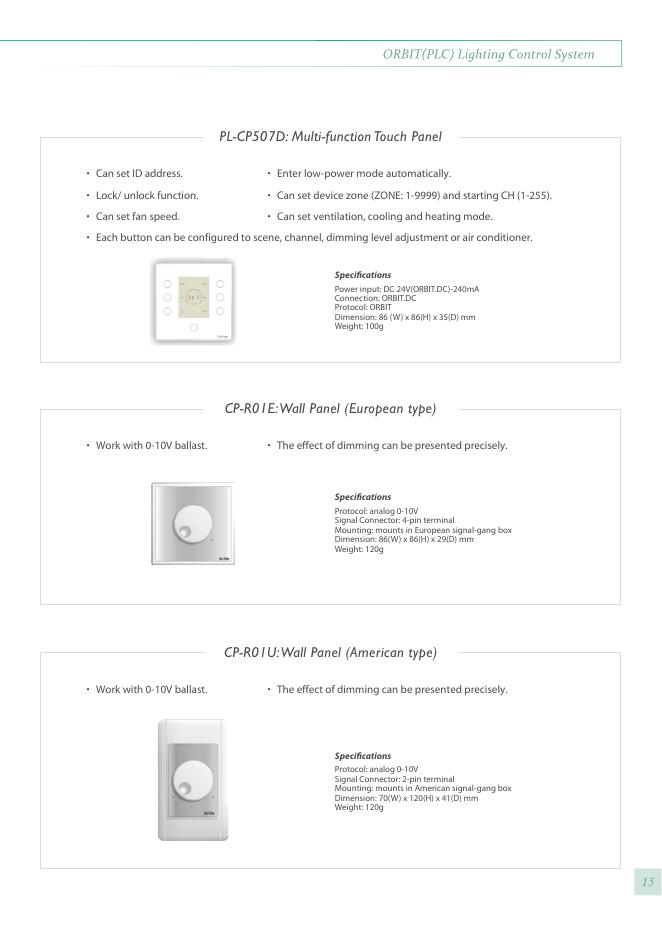 ORBIT(PLC) Lighting Control System
PL-CP507D: Multi-function Touch Panel
• Can set ID address.
• Enter low-power mode automatically.
• Lock/ unlock function.
• Can set device zone (ZONE: 1-9999) and starting CH (1-255).
• Can set fan speed.
• Can set ventilation, cooling and heating mode.
• Each button can be configured to scene, channel, dimming level adjustment or air conditioner.
Specifications
Power input: DC 24V(ORBIT.DC)-240mA
Connection: ORBIT.DC
Protocol: ORBIT
Dimension: 86 (W) x 86(H) x 35(D) mm
Weight: 100g
CP-R01E: Wall Panel (European type)
• Work with 0-10V ballast.
• The effect of dimming can be presented precisely.
Specifications
Protocol: analog 0-10V
Signal Connector: 4-pin terminal
Mounting: mounts in European signal-gang box
Dimension: 86(W) x 86(H) x 29(D) mm
Weight: 120g
CP-R01U: Wall Panel (American type)
• Work with 0-10V ballast.
• The effect of dimming can be presented precisely.
Specifications
Protocol: analog 0-10V
Signal Connector: 2-pin terminal
Mounting: mounts in American signal-gang box
Dimension: 70(W) x 120(H) x 41(D) mm
Weight: 120g
15